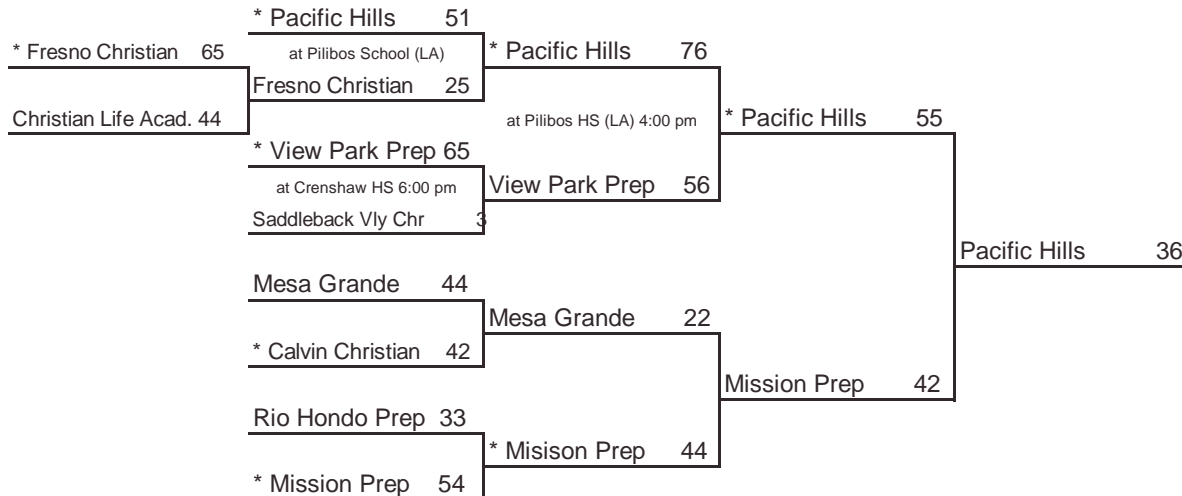 * Pacific Hills 51
* Fresno Christian 65
at Pilibos School (LA)
* Pacific Hills 76
Fresno Christian 25
Christian Life Acad. 44
at Pilibos HS (LA) 4:00 pm
* Pacific Hills 55
* View Park Prep 65
at Crenshaw HS 6:00 pm
View Park Prep 56
Saddleback Vly Chr 3
Pacific Hills 36
Mesa Grande 44
Mesa Grande 22
* Calvin Christian 42
Mission Prep 42
Rio Hondo Prep 33
* Misison Prep 44
* Mission Prep 54